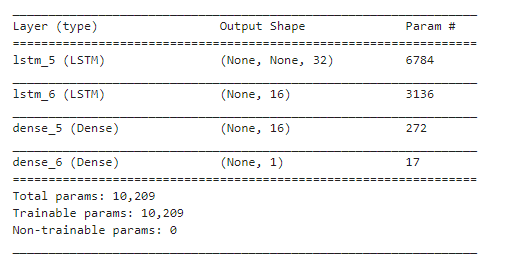 Layer (type) Output Shape Param #
lstm_5 (LSTM) (None, None, 32) 6784
lstm_6 (LSTM) (None, 16) 3136
dense_5 (Dense) (None, 16) 272
dense_6 (Dense) (None, 1) 17
Total params: 10,209
Trainable params: 10,209
Non-trainable params: 0